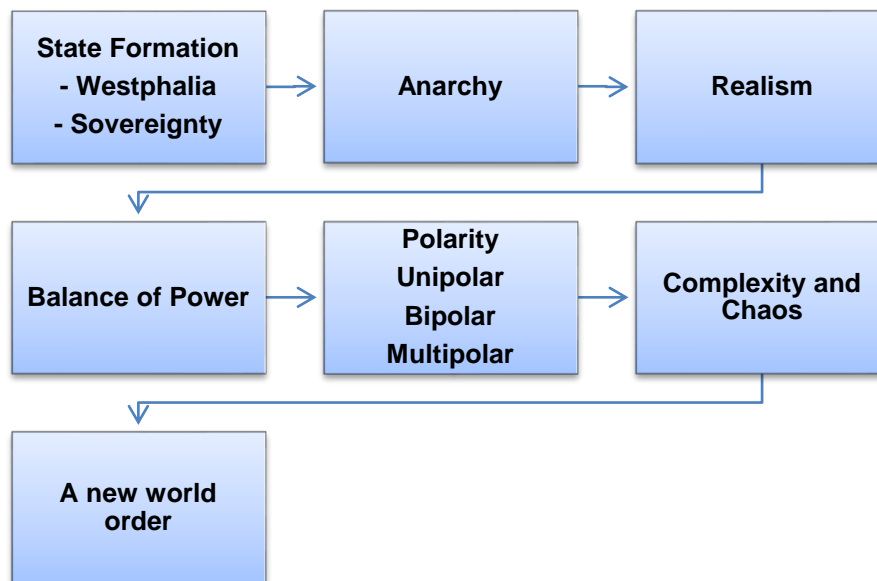 State Formation
- Westphalia
- Sovereignty
Anarchy
Realism
Balance of Power
Polarity
Unipolar
Bipolar
Multipolar
Complexity and
Chaos
A new world
order